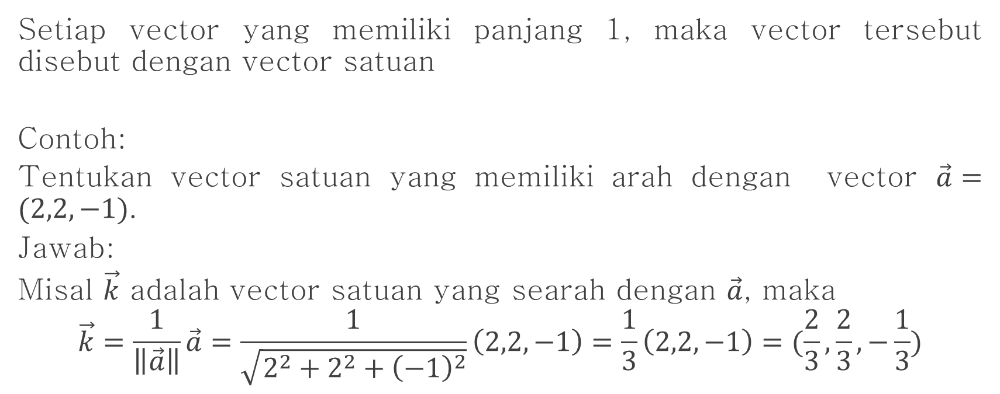 Setiap vector yang memiliki panjang 1, maka vector tersebut
disebut dengan vector satuan
Contoh:
Tentukan vector satuan yang memiliki arah dengan vector $\vec{a}$ =
(2,2,−1).
Jawab:
Misal $\vec{k}$ adalah vector satuan yang searah dengan $\vec{a}$, maka
$\vec{k} = \frac{1}{\|\vec{a}\|}\vec{a} = \frac{1}{\sqrt{2^2+2^2+(-1)^2}}(2,2,-1) = \frac{1}{3}(2,2,-1) = (\frac{2}{3},\frac{2}{3},-\frac{1}{3})$